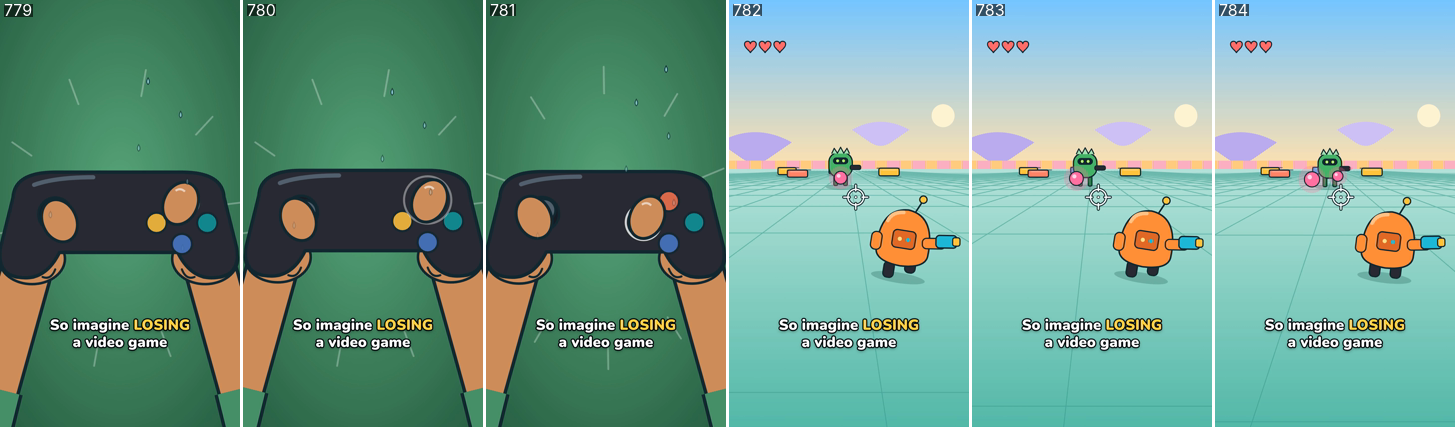 779
So imagine LOSING
a video game
780
So imagine LOSING
a video game
781
So imagine LOSING
a video game
782
So imagine LOSING
a video game
783
So imagine LOSING
a video game
784
So imagine LOSING
a video game